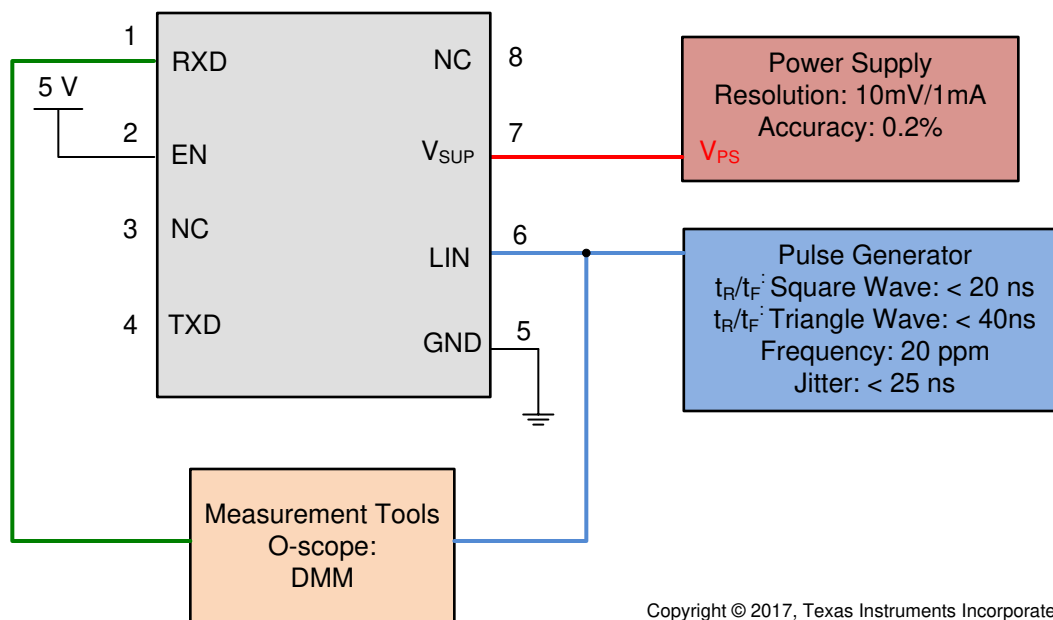 1
RXD
NC
8
5 V
2
EN
7
VSUP
3
NC
6
LIN
4
TXD
5
GND
Power Supply
Resolution: 10mV/1mA
Accuracy: 0.2%
VPS
Pulse Generator
tR/tF: Square Wave: < 20 ns
tR/tF: Triangle Wave: < 40ns
Frequency: 20 ppm
Jitter: < 25 ns
Measurement Tools
O-scope:
DMM
Copyright © 2017, Texas Instruments Incorporate